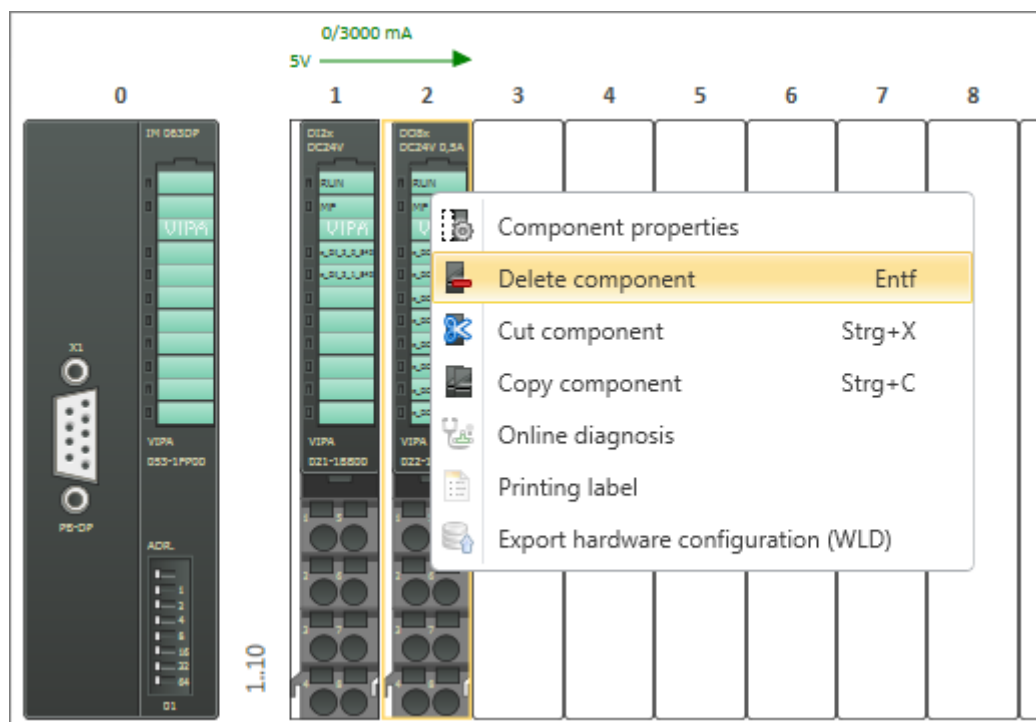 0/3000 mA
5V
0 1 2 3 4 5 6 7 8
IM 053DP
DI2x
DC24V
DO8x
DC24V 0,5A
RUN
RUN
MF
MF
VIPA
VIPA
Component properties
Delete component Entf
Cut component Strg+X
Copy component Strg+C
Online diagnosis
Printing label
Export hardware configuration (WLD)
X1
PB-DP
VIPA
053-1PP00
VIPA
VIPA
ADR.
1
2
4
8
16
32
64
01
1..10